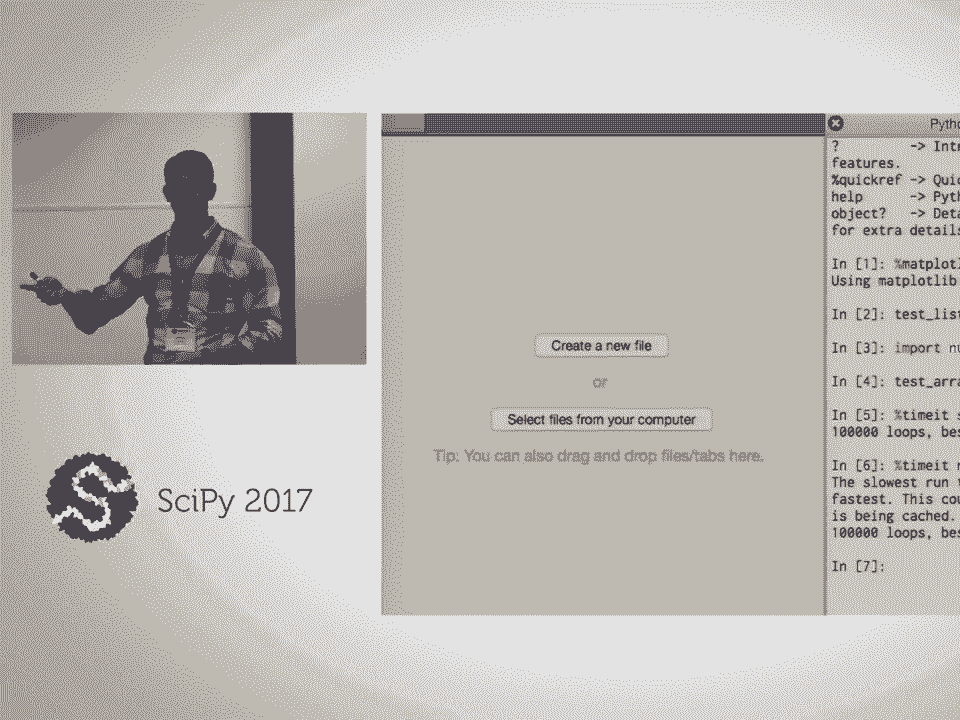 SciPy 2017
Create a new file
or
Select files from your computer
Tip: You can also drag and drop files/tabs here.
Pytho
? -> Intr
features.
%quickref -> Quic
help -> Pyth
object? -> Deta
for extra details
In [1]: %matplotl
Using matplotlib
In [2]: test_list
In [3]: import nu
In [4]: test_arra
In [5]: %timeit s
100000 loops, bes
In [6]: %timeit n
The slowest run t
fastest. This cou
is being cached.
100000 loops, bes
In [7]: